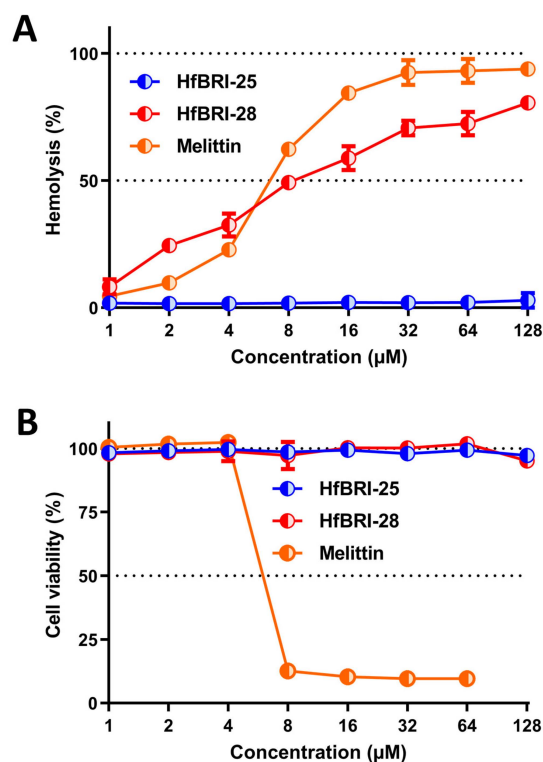 A
100
50
0
Hemolysis (%)
HfBRI-25
HfBRI-28
Melittin
1 2 4 8 16 32 64 128
Concentration (µM)
B
100
75
50
25
0
Cell viability (%)
HfBRI-25
HfBRI-28
Melittin
1 2 4 8 16 32 64 128
Concentration (µM)